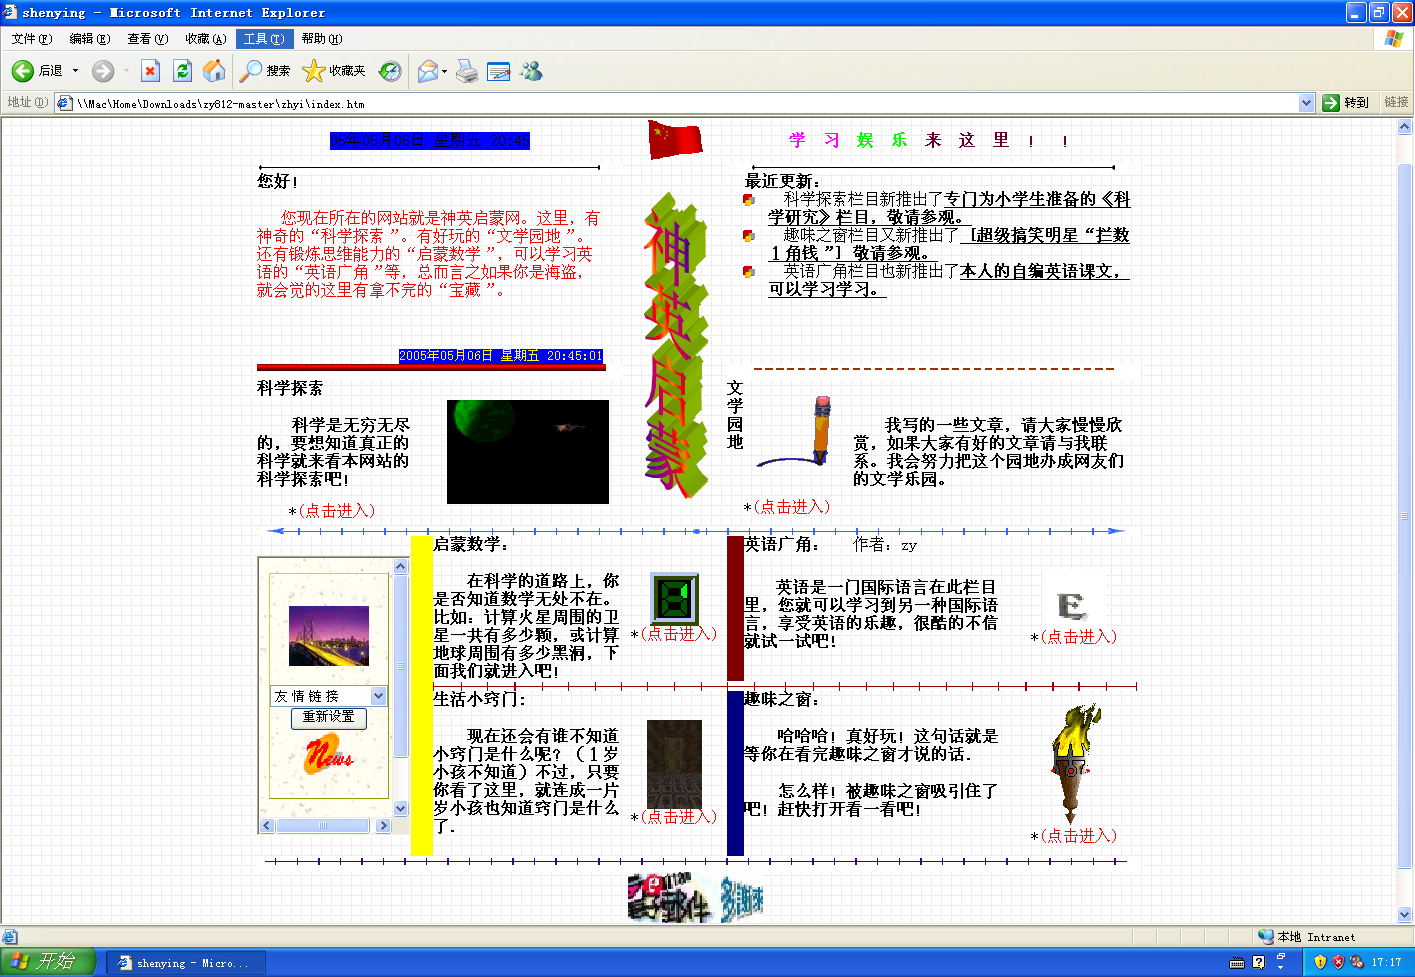 shenying - Microsoft Internet Explorer
文件(F) 编辑(E) 查看(V) 收藏(A) 工具(T) 帮助(H)
后退 搜索 收藏夹
地址(D) \\Mac\Home\Downloads\zy812-master\zhyi\index.htm 转到 链接
学 习 娱 乐 来 这 里 ! !
您好!
您现在所在的网站就是神英启蒙网。这里,有
神奇的“科学探索 ”。有好玩的“文学园地 ”。
还有锻炼思维能力的“启蒙数学 ”,可以学习英
语的“英语广角 ”等,总而言之如果你是海盗,
就会觉的这里有拿不完的“宝藏 ”。
2005年05月06日 星期五 20:45:01
神英启蒙
最近更新:
科学探索栏目新推出了专门为小学生准备的《科
学研究》栏目,敬请参观。
趣味之窗栏目又新推出了［超级搞笑明星“拦数
１角钱 ”］敬请参观。
英语广角栏目也新推出了本人的自编英语课文,
可以学习学习。
科学探索
科学是无穷无尽
的,要想知道真正的
科学就来看本网站的
科学探索吧!
*(点击进入)
文学园地
我写的一些文章,请大家慢慢欣
赏,如果大家有好的文章请与我联
系。我会努力把这个园地办成网友们
的文学乐园。
*(点击进入)
友情链接
重新设置
News
启蒙数学:
在科学的道路上,你
是否知道数学无处不在。
比如:计算火星周围的卫
星一共有多少颗,或计算
地球周围有多少黑洞,下
面我们就进入吧!
*(点击进入)
英语广角: 作者:zy
英语是一门国际语言在此栏目
里,您就可以学习到另一种国际语
言,享受英语的乐趣,很酷的不信
就试一试吧!
E
*(点击进入)
生活小窍门:
现在还会有谁不知道
小窍门是什么呢?(１岁
小孩不知道)不过,只要
你看了这里,就连成一片
岁小孩也知道窍门是什么
了.
*(点击进入)
趣味之窗:
哈哈哈!真好玩!这句话就是
等你在看完趣味之窗才说的话.
怎么样!被趣味之窗吸引住了
吧!赶快打开看一看吧!
*(点击进入)
多謝來
本地 Intranet
开始 shenying - Micro... 17:17